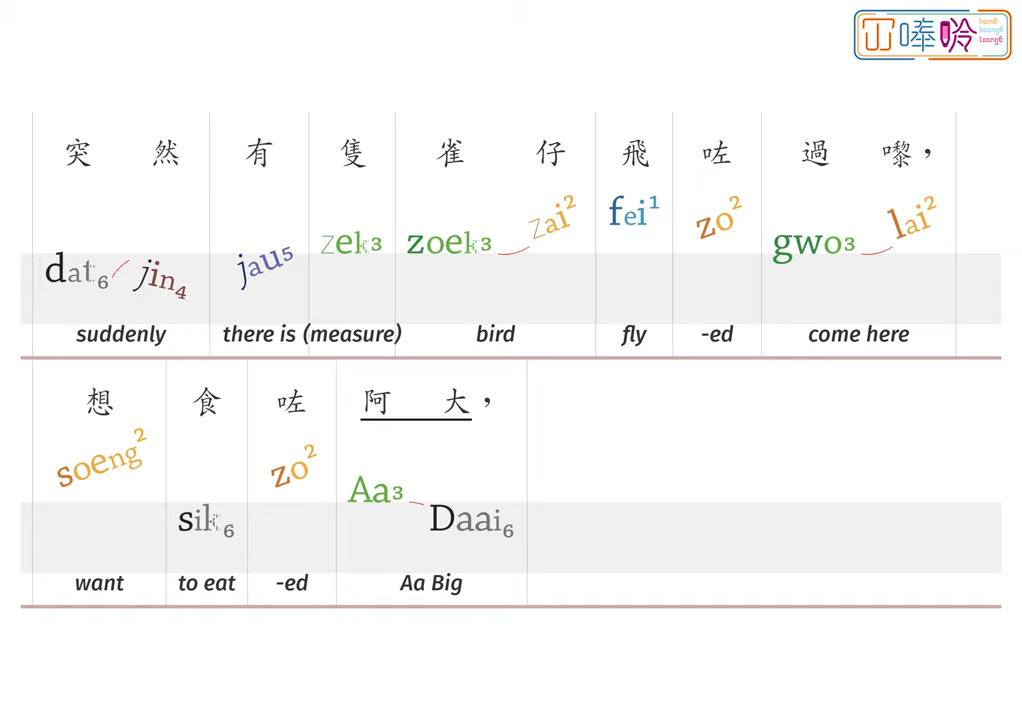 冚唪唥 ham6 baang6 laang6
突然 有 隻 雀仔 飛 咗 過嚟，
dat6 jin4 jau5 zek3 zoek3 zai2 fei1 zo2 gwo3 lai2
suddenly there is (measure) bird fly -ed come here
想 食 咗 阿大，
soeng2 sik6 zo2 Aa3 Daai6
want to eat -ed Aa Big